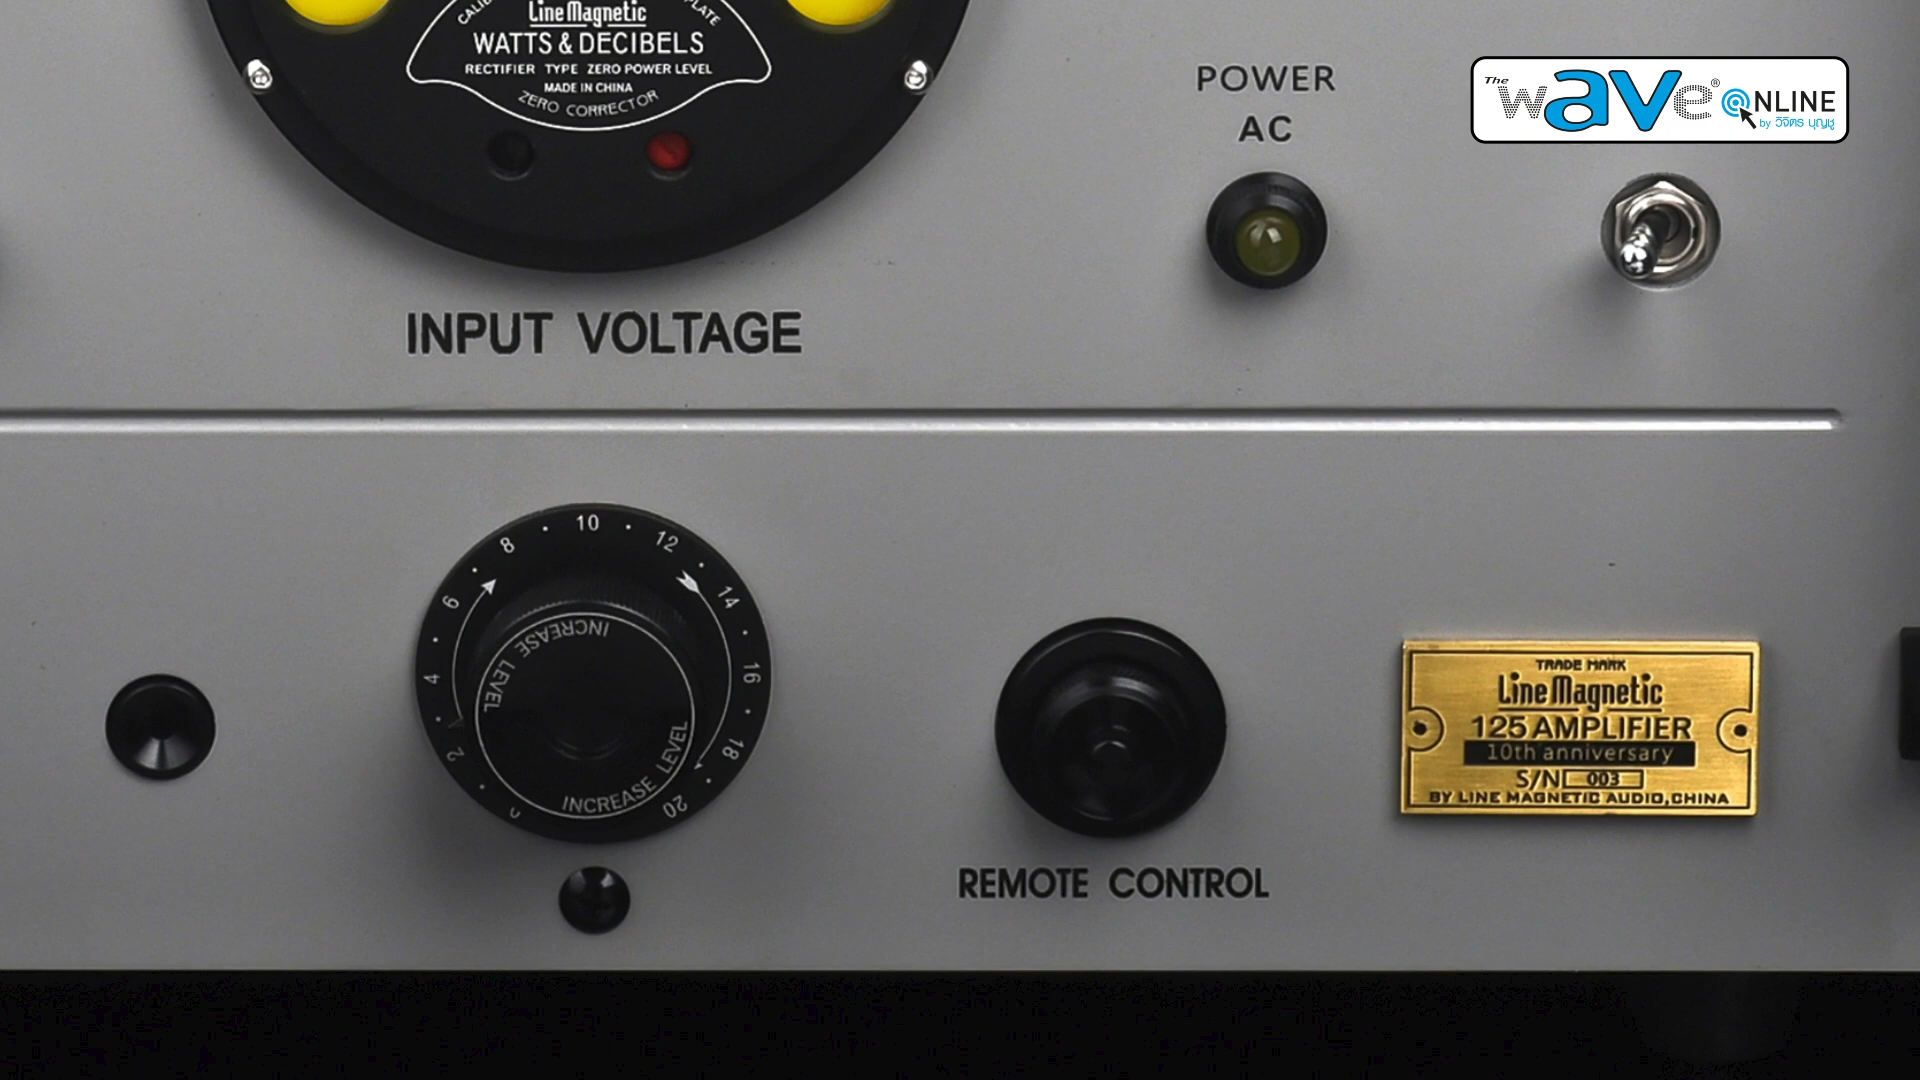 Line Magnetic
WATTS & DECIBELS
RECTIFIER TYPE ZERO POWER LEVEL
MADE IN CHINA
ZERO CORRECTOR
POWER
AC
The wave® @NLINE
by วิจิตร บุญชู
INPUT VOLTAGE
0 2 4 6 8 10 12 14 16 18 20
INCREASE LEVEL
INCREASE LEVEL
REMOTE CONTROL
TRADE MARK
Line Magnetic
125 AMPLIFIER
10th anniversary
S/N 003
BY LINE MAGNETIC AUDIO,CHINA